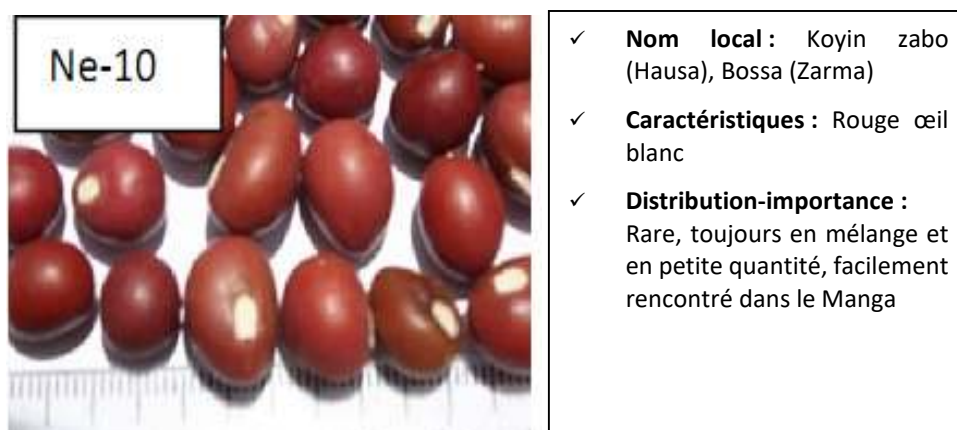 Ne-10
✓ Nom local : Koyin zabo
(Hausa), Bossa (Zarma)
✓ Caractéristiques : Rouge œil
blanc
✓ Distribution-importance :
Rare, toujours en mélange et
en petite quantité, facilement
rencontré dans le Manga